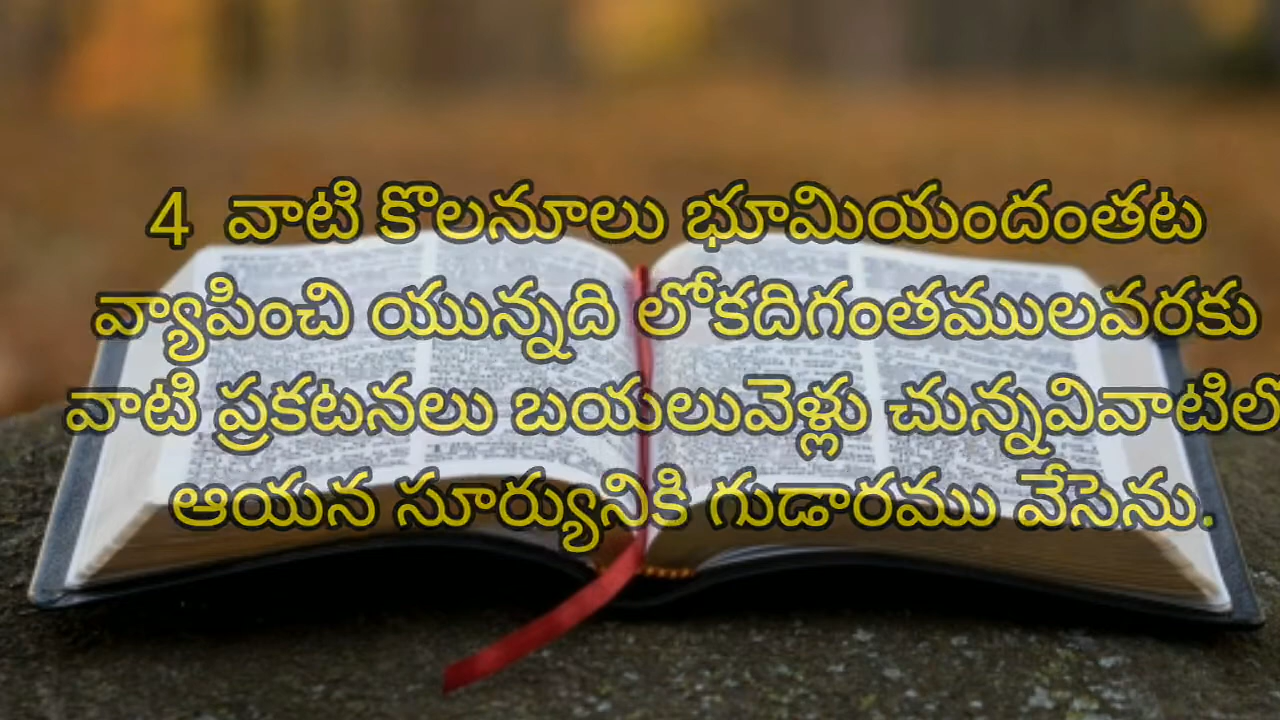 4 వాటి కొలనూలు భూమియందంతట
వ్యాపించి యున్నది లోకదిగంతములవరకు
వాటి ప్రకటనలు బయలువెళ్లు చున్నవివాటిలో
ఆయన సూర్యునికి గుడారము వేసెను.